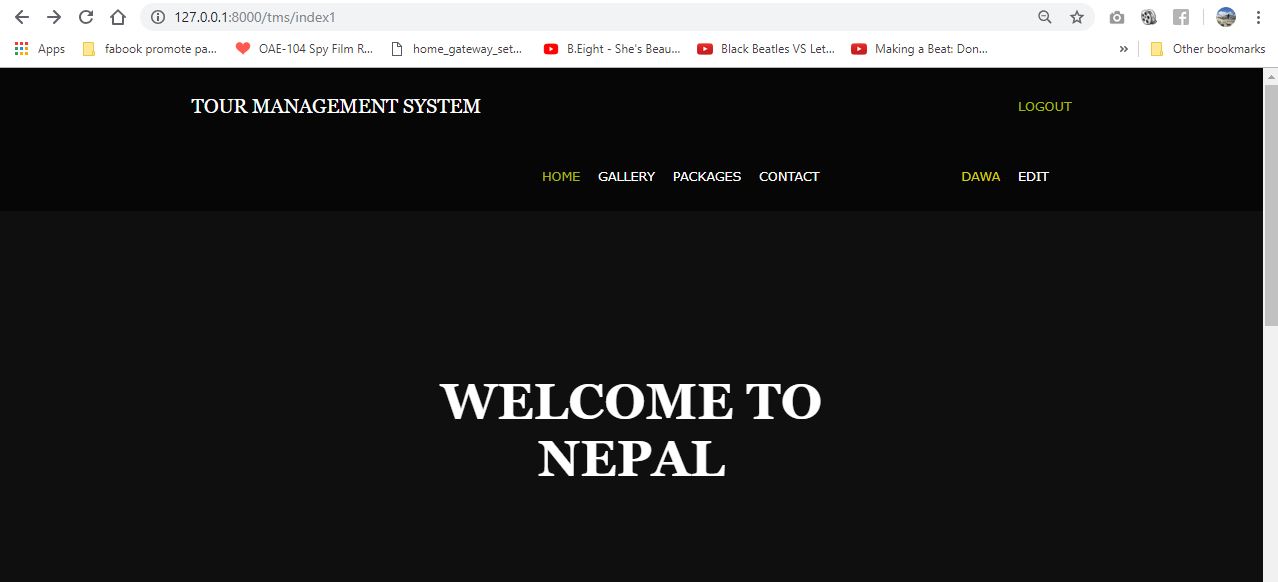 127.0.0.1:8000/tms/index1
Apps fabook promote pa... OAE-104 Spy Film R... home_gateway_set... B.Eight - She's Beau... Black Beatles VS Let... Making a Beat: Don... » Other bookmarks
TOUR MANAGEMENT SYSTEM LOGOUT
HOME GALLERY PACKAGES CONTACT DAWA EDIT
WELCOME TO
NEPAL